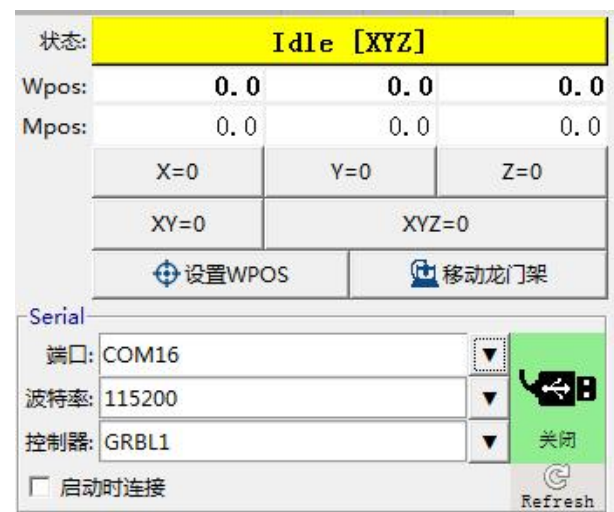 状态: Idle [XYZ]
Wpos: 0.0 0.0 0.0
Mpos: 0.0 0.0 0.0
X=0 Y=0 Z=0
XY=0 XYZ=0
设置WPOS 移动龙门架
Serial
端口: COM16
波特率: 115200
控制器: GRBL1
关闭
启动时连接
Refresh